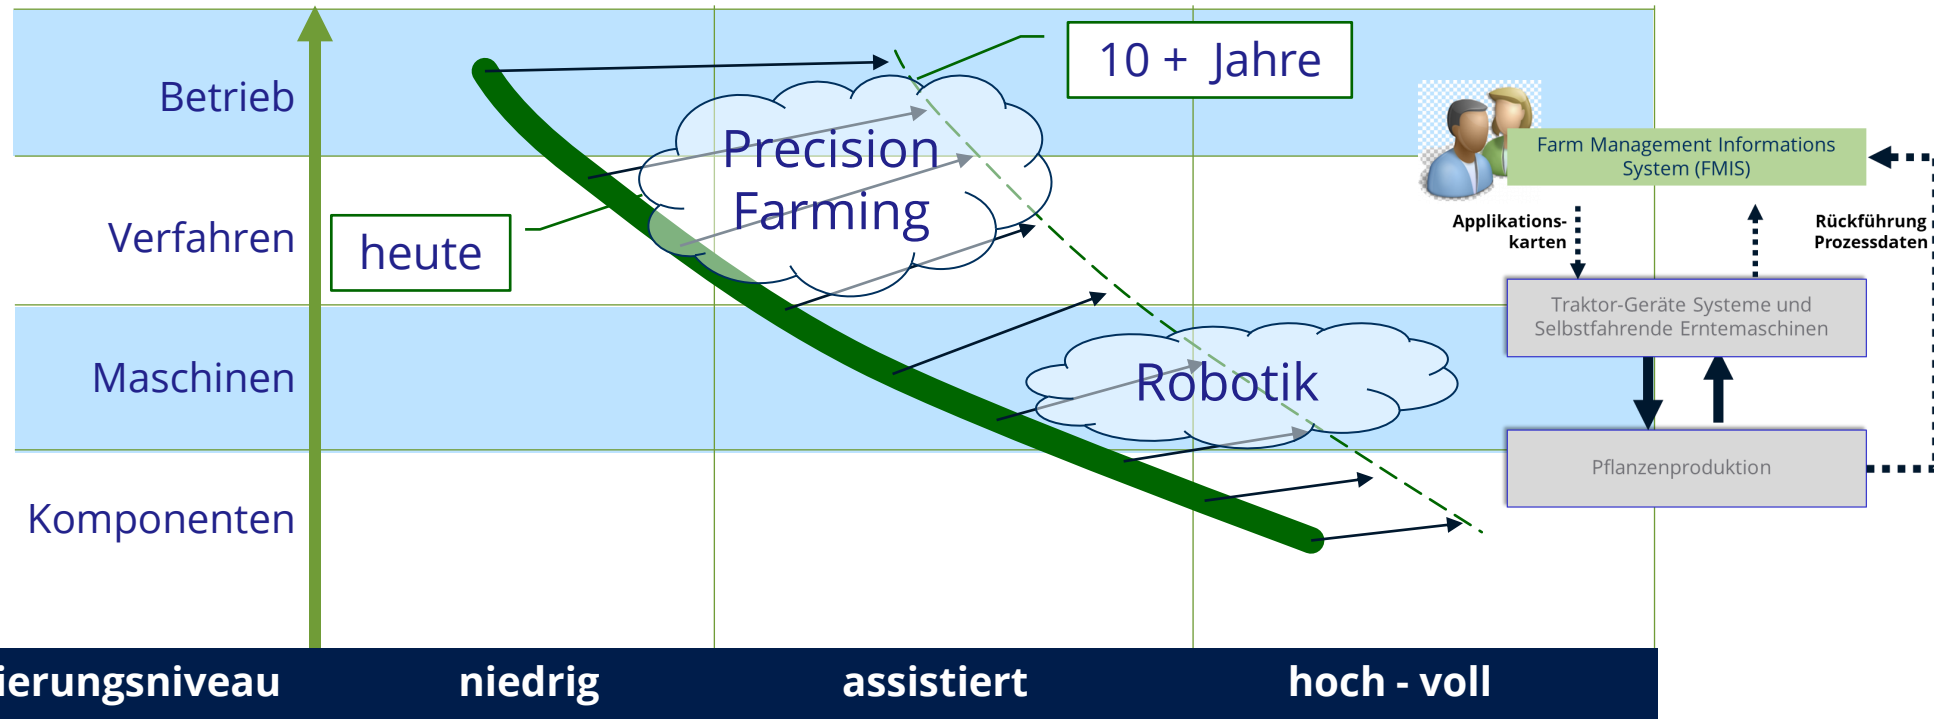 10 + Jahre
Betrieb
Precision
Farming
Farm Management Informations
System (FMIS)
Verfahren
heute
Applikations-
karten
Rückführung
Prozessdaten
Traktor-Geräte Systeme und
Selbstfahrende Erntemaschinen
Maschinen
Robotik
Pflanzenproduktion
Komponenten
ierungsniveau niedrig assistiert hoch - voll